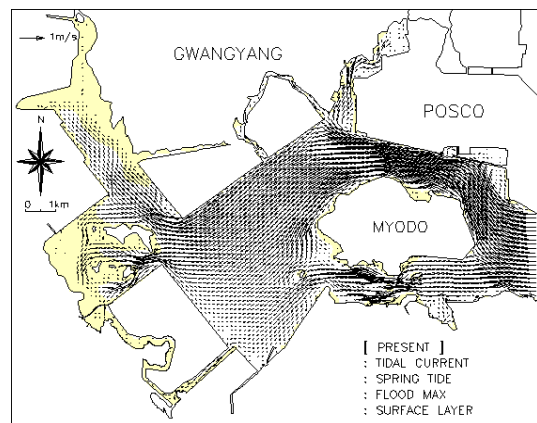 1m/s
GWANGYANG
POSCO
N
0 1km
MYODO
[ PRESENT ]
: TIDAL CURRENT
: SPRING TIDE
: FLOOD MAX
: SURFACE LAYER